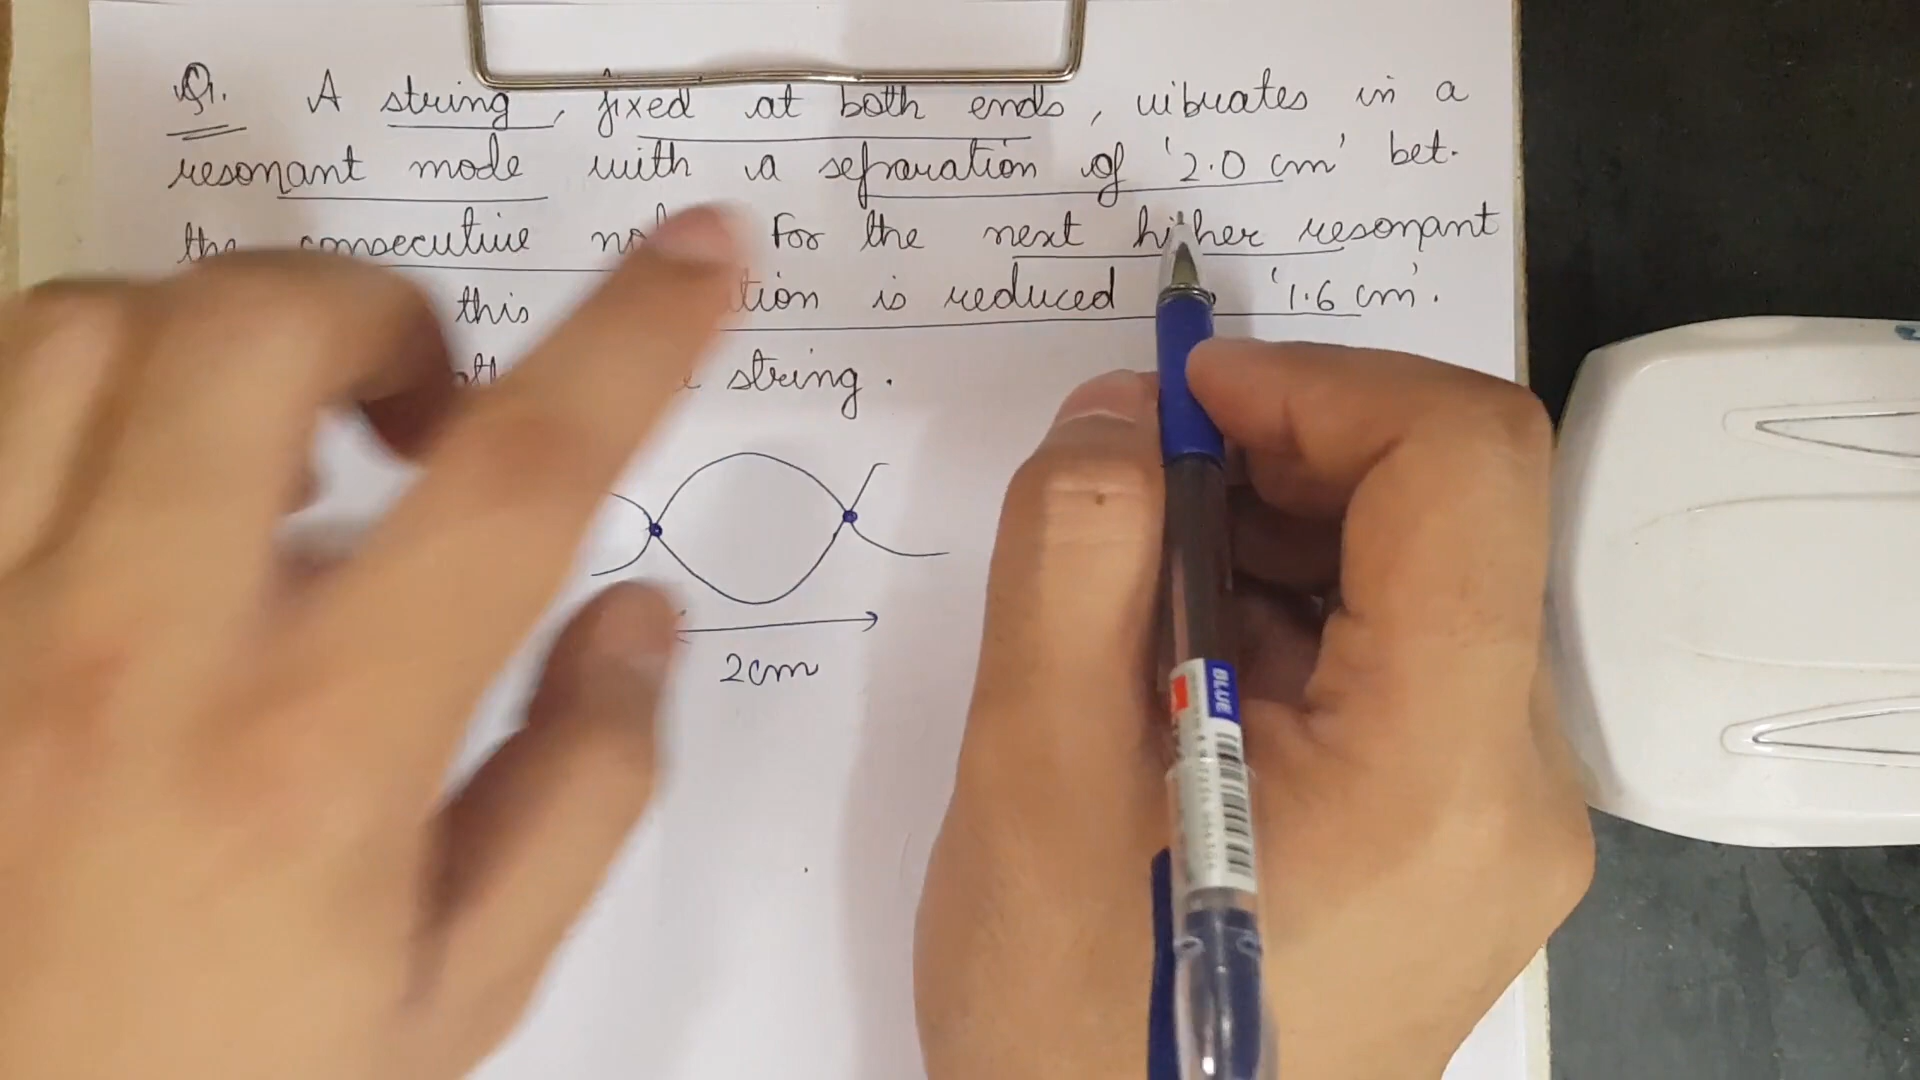 Q1. A string, fixed at both ends, vibrates in a
resonant mode with a separation of '2.0 cm' bet.
the consecutive For the next higher resonant
this is reduced '1.6 cm'.
string.
2cm
BLUE